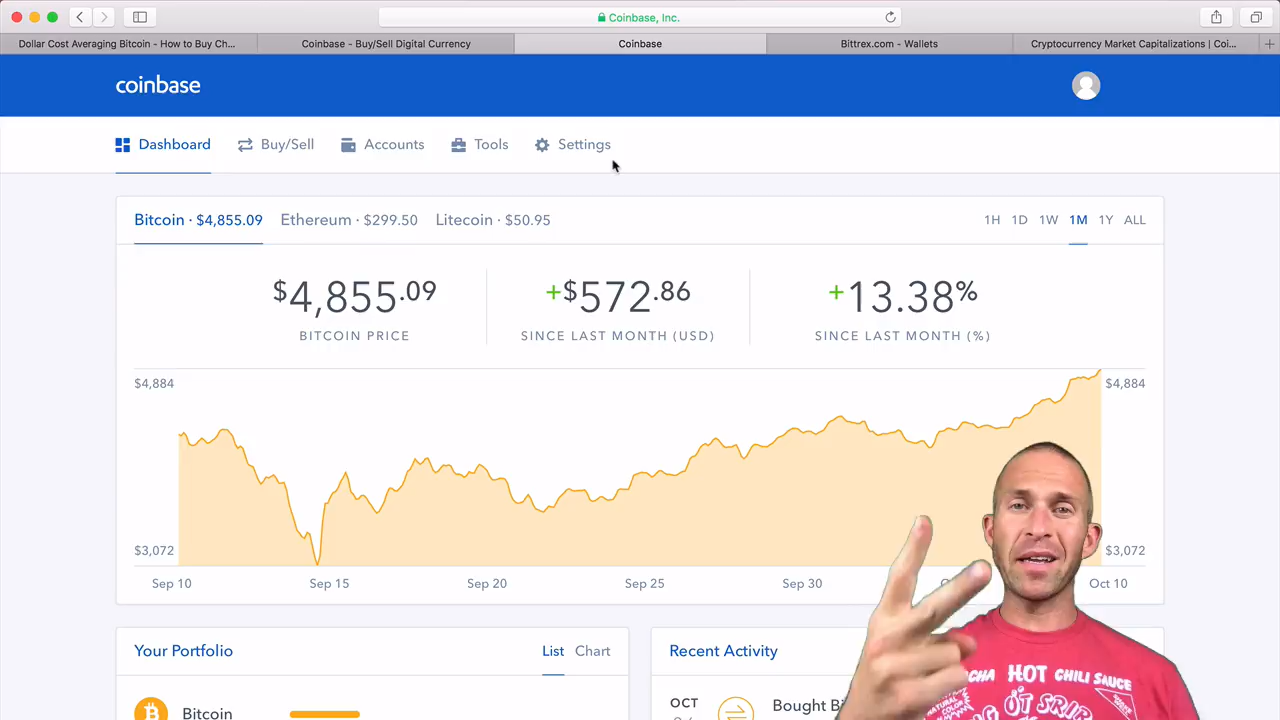 Coinbase, Inc.
Dollar Cost Averaging Bitcoin - How to Buy Ch...
Coinbase - Buy/Sell Digital Currency
Coinbase
Bittrex.com - Wallets
Cryptocurrency Market Capitalizations | Coi...
coinbase
Dashboard
Buy/Sell
Accounts
Tools
Settings
Bitcoin · $4,855.09
Ethereum · $299.50
Litecoin · $50.95
1H
1D
1W
1M
1Y
ALL
$4,855.09
BITCOIN PRICE
+$572.86
SINCE LAST MONTH (USD)
+13.38%
SINCE LAST MONTH (%)
$4,884
$4,884
$3,072
$3,072
Sep 10
Sep 15
Sep 20
Sep 25
Sep 30
Oct 10
Your Portfolio
List
Chart
Bitcoin
Recent Activity
OCT
Bought Bi
HOT CHILI SAUCE